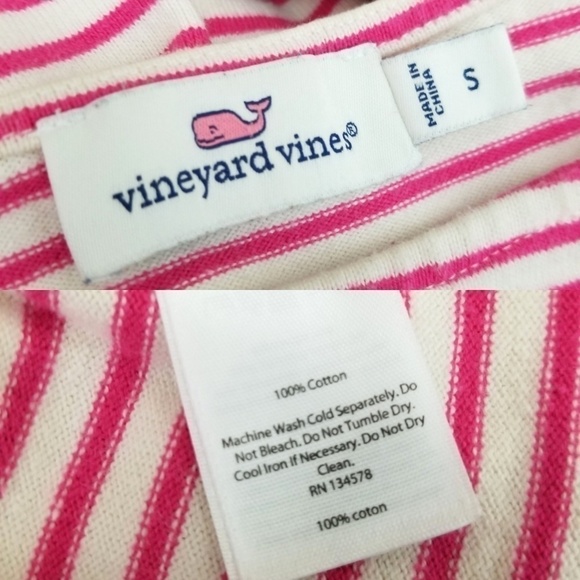 vineyard vines®
MADE IN
CHINA
S
100% Cotton
Machine Wash Cold Separately. Do
Not Bleach. Do Not Tumble Dry.
Cool Iron If Necessary. Do Not Dry
Clean.
RN 134578
100% cotton